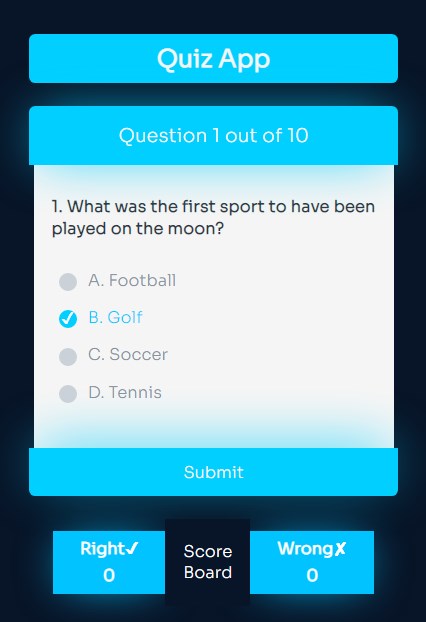 Quiz App
Question 1 out of 10
1. What was the first sport to have been
played on the moon?
A. Football
B. Golf
C. Soccer
D. Tennis
Submit
Right✔
0
Score
Board
Wrong✘
0